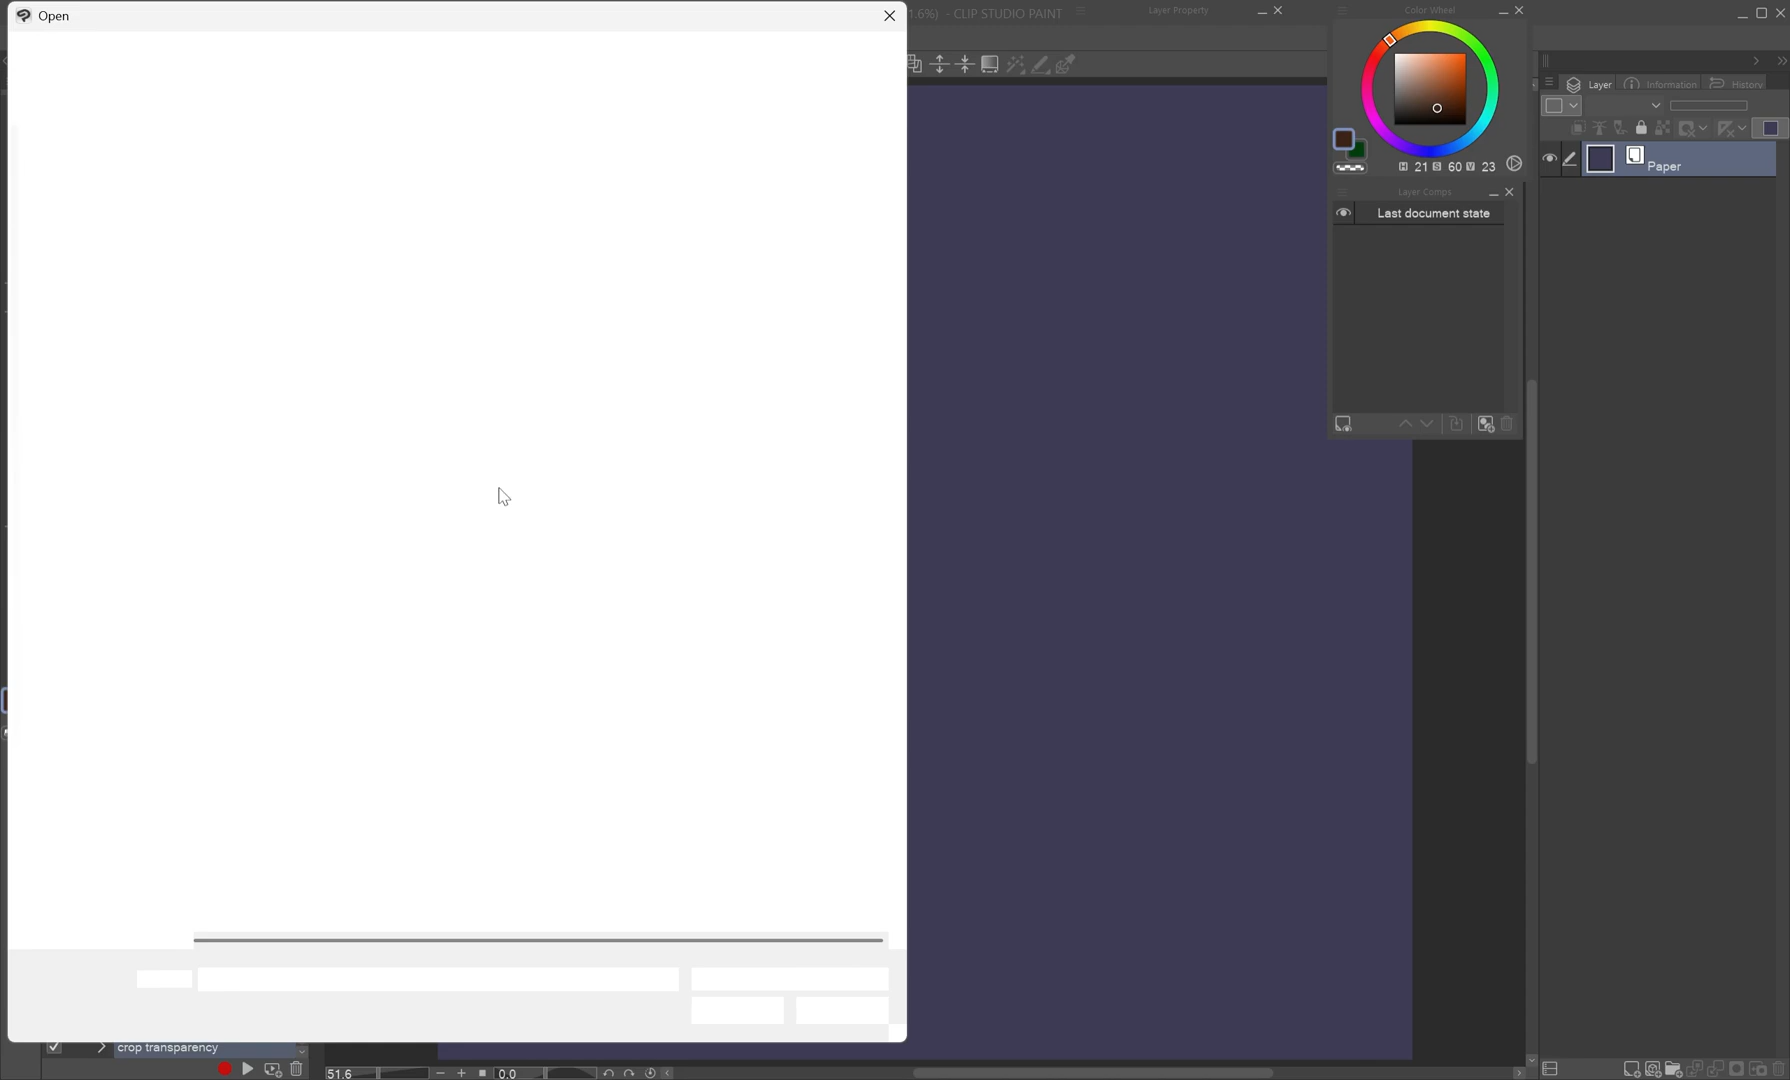 Open
1.6%) - CLIP STUDIO PAINT
Layer Property
Color Wheel
H 21 S 60 V 23
Layer Comps
Last document state
Layer
Information
History
Paper
crop transparency
51.6
0.0